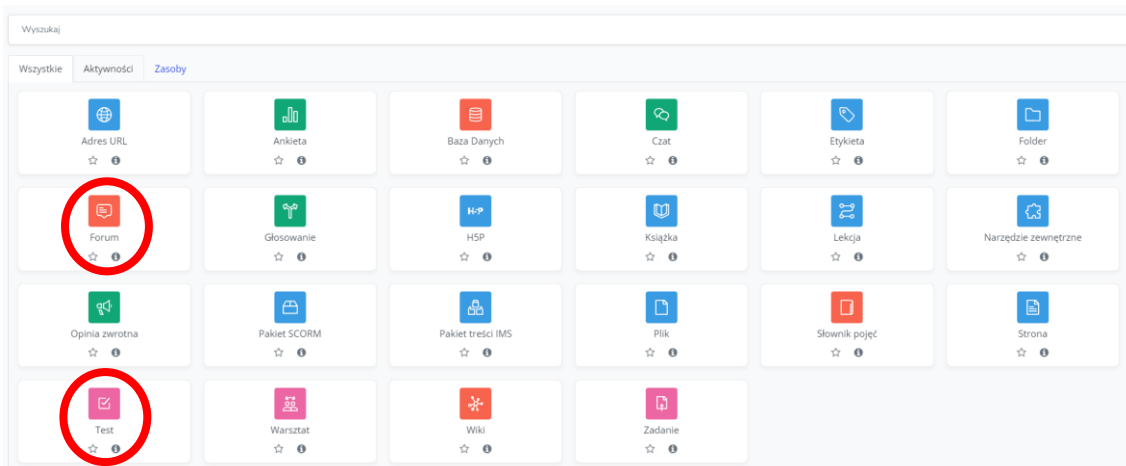 Wyszukaj
Wszystkie Aktywności Zasoby
Adres URL Ankieta Baza Danych Czat Etykieta Folder
H5P
Forum Głosowanie H5P Książka Lekcja Narzędzie zewnętrzne
Opinia zwrotna Pakiet SCORM Pakiet treści IMS Plik Słownik pojęć Strona
Test Warsztat Wiki Zadanie